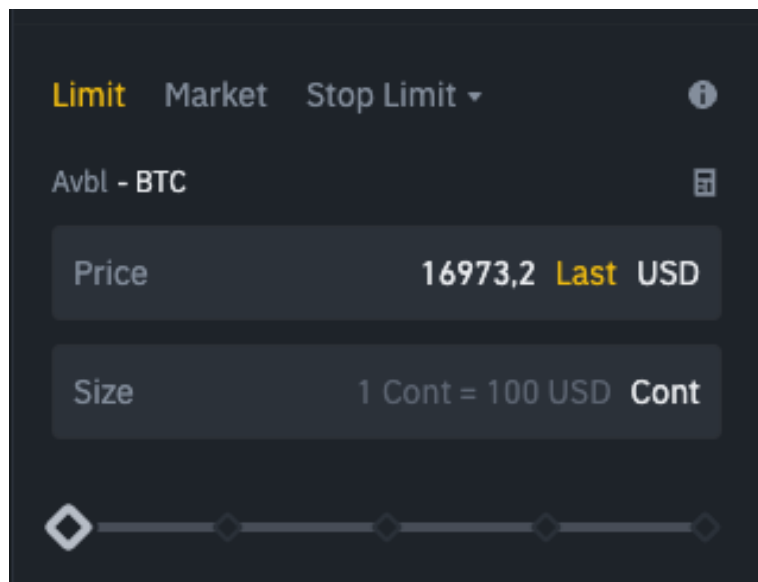 Limit Market Stop Limit
Avbl - BTC
Price 16973,2 Last USD
Size 1 Cont = 100 USD Cont